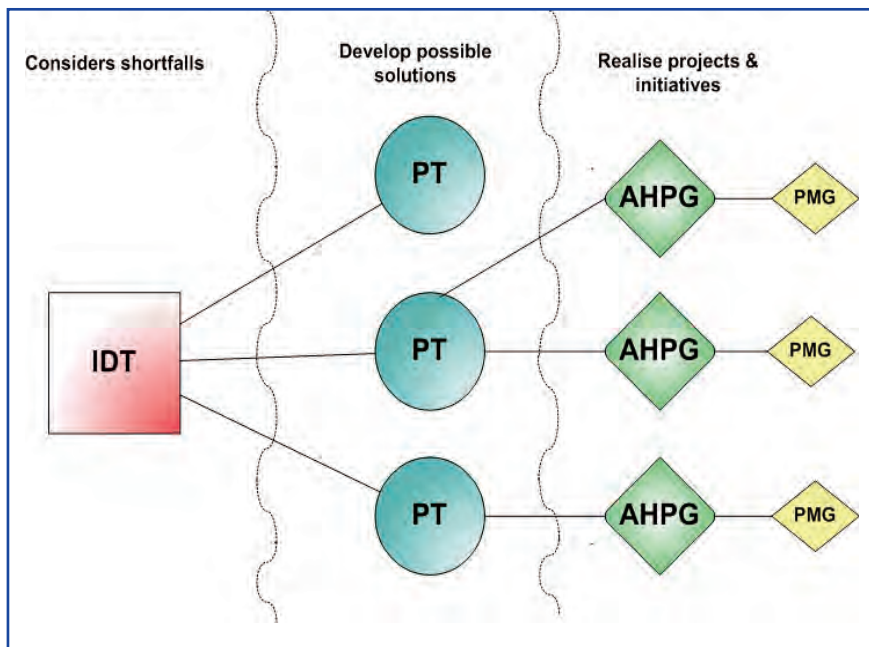 Considers shortfalls
Develop possible
solutions
Realise projects &
initiatives
PT
AHPG
PMG
IDT
PT
AHPG
PMG
PT
AHPG
PMG